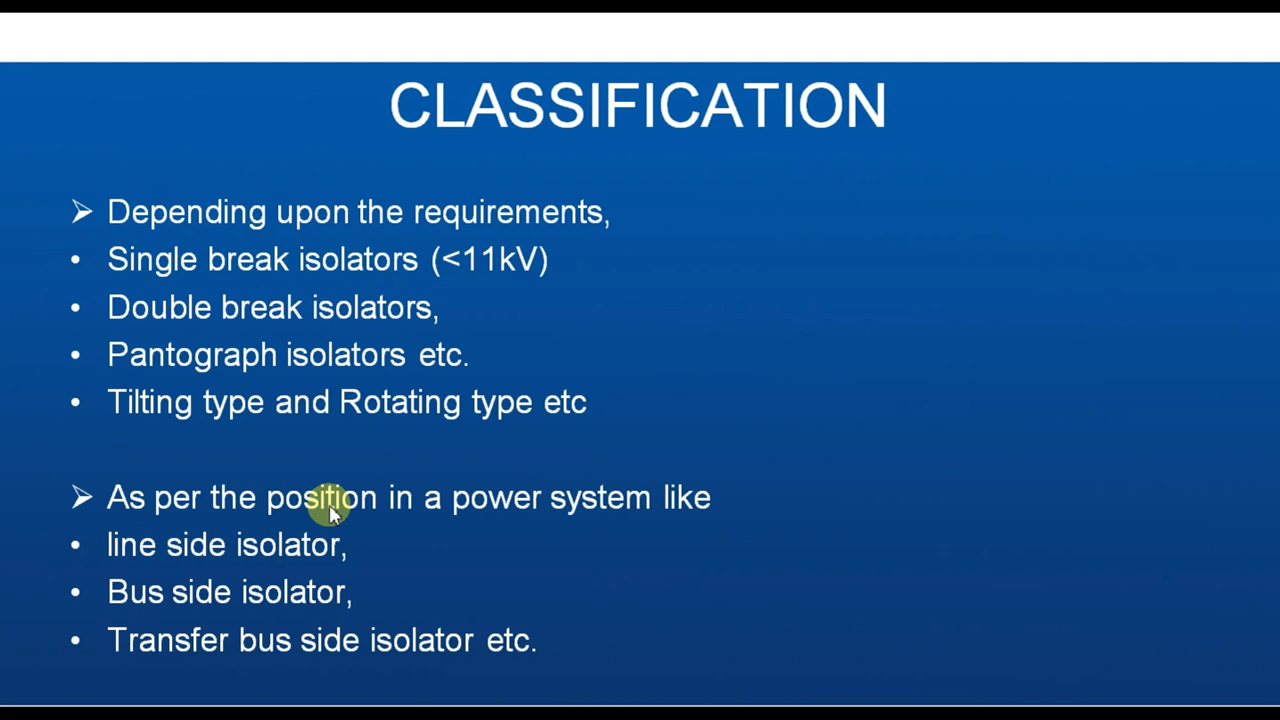 CLASSIFICATION
➢ Depending upon the requirements,
• Single break isolators (<11kV)
• Double break isolators,
• Pantograph isolators etc.
• Tilting type and Rotating type etc
➢ As per the position in a power system like
• line side isolator,
• Bus side isolator,
• Transfer bus side isolator etc.